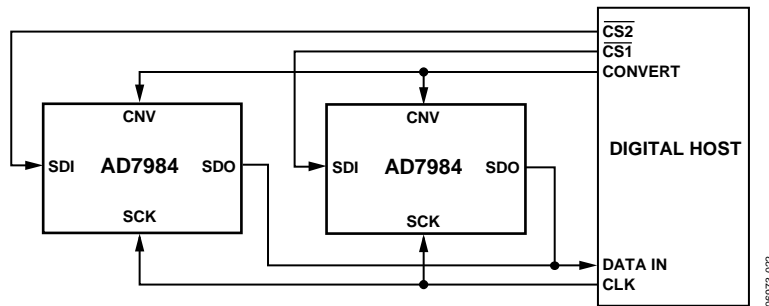 CS2
CS1
CONVERT
CNV
CNV
DIGITAL HOST
SDI AD7984 SDO
SDI AD7984 SDO
SCK
SCK
DATA IN
CLK